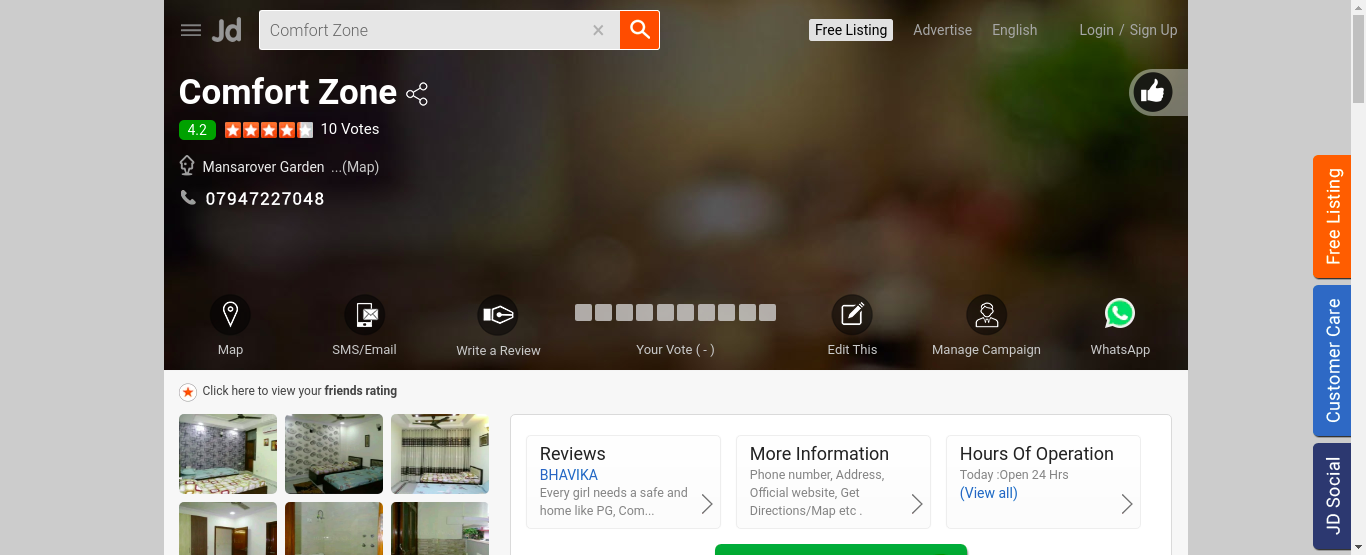 Jd
Comfort Zone
Free Listing
Advertise
English
Login / Sign Up
Comfort Zone
4.2
10 Votes
Mansarover Garden ...(Map)
07947227048
Map
SMS/Email
Write a Review
Your Vote ( - )
Edit This
Manage Campaign
WhatsApp
Click here to view your friends rating
Reviews
BHAVIKA
Every girl needs a safe and
home like PG, Com...
More Information
Phone number, Address,
Official website, Get
Directions/Map etc .
Hours Of Operation
Today :Open 24 Hrs
(View all)
Free Listing
Customer Care
JD Social